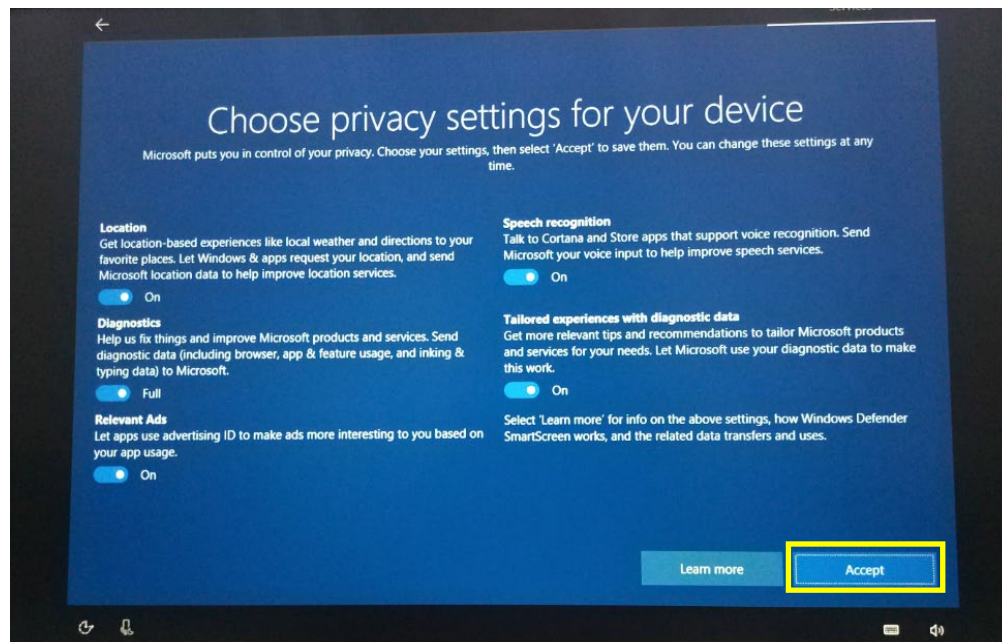 Services
Choose privacy settings for your device
Microsoft puts you in control of your privacy. Choose your settings, then select 'Accept' to save them. You can change these settings at any
time.
Location
Get location-based experiences like local weather and directions to your
favorite places. Let Windows & apps request your location, and send
Microsoft location data to help improve location services.
On
Diagnostics
Help us fix things and improve Microsoft products and services. Send
diagnostic data (including browser, app & feature usage, and inking &
typing data) to Microsoft.
Full
Relevant Ads
Let apps use advertising ID to make ads more interesting to you based on
your app usage.
On
Speech recognition
Talk to Cortana and Store apps that support voice recognition. Send
Microsoft your voice input to help improve speech services.
On
Tailored experiences with diagnostic data
Get more relevant tips and recommendations to tailor Microsoft products
and services for your needs. Let Microsoft use your diagnostic data to make
this work.
On
Select 'Learn more' for info on the above settings, how Windows Defender
SmartScreen works, and the related data transfers and uses.
Learn more
Accept